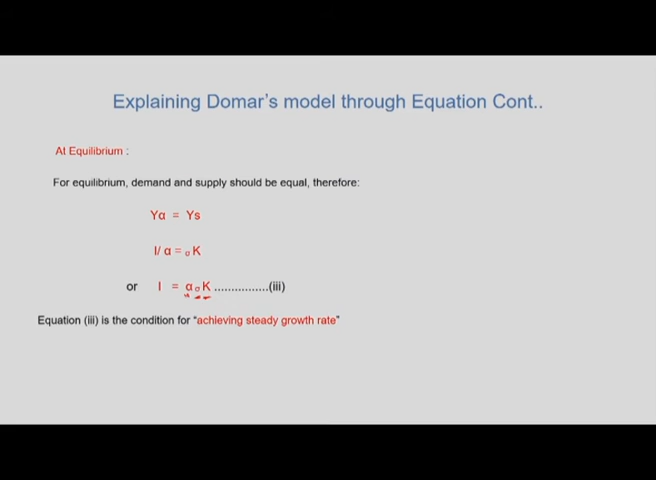 Explaining Domar's model through Equation Cont..
At Equilibrium :
For equilibrium, demand and supply should be equal, therefore:
Yα = Ys
I/ α = σ K
or I = α σ K ................(iii)
Equation (iii) is the condition for “achieving steady growth rate”